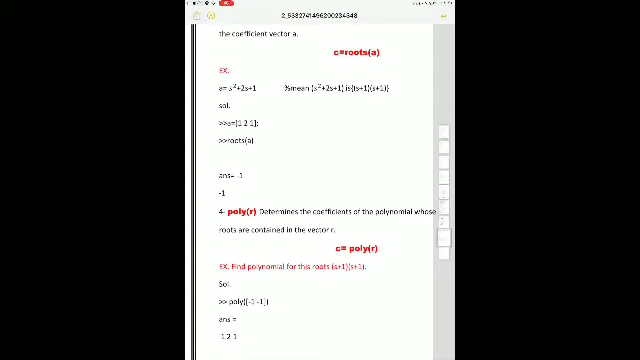 2_5382741496200234348
the coefficient vector a.
c=roots(a)
EX.
a= s²+2s+1 %mean (s²+2s+1) is{(s+1)(s+1)}
sol.
>>a=[1 2 1];
>>roots(a)
ans= -1
-1
4- poly(r) Determines the coefficients of the polynomial whose
roots are contained in the vector r.
c= poly(r)
EX. Find polynomial for this roots (s+1)(s+1).
Sol.
>> poly([-1 -1])
ans =
1 2 1